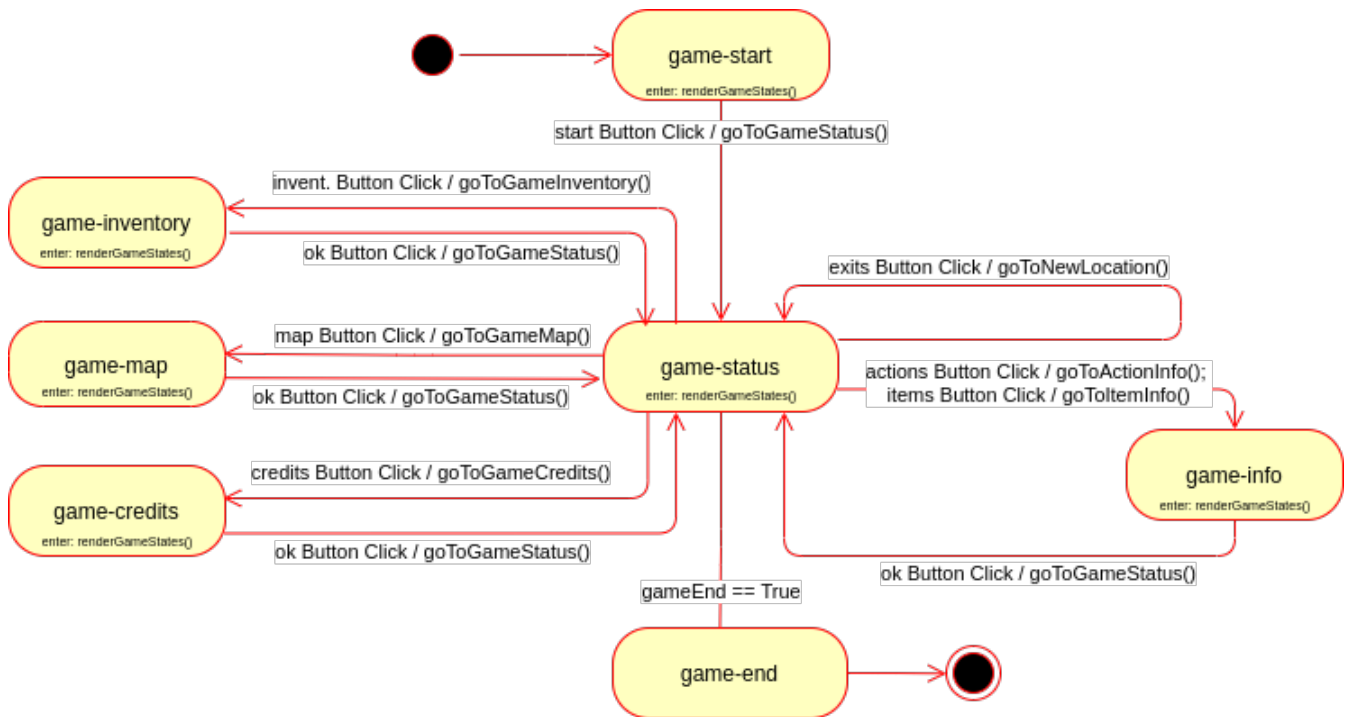 game-start
enter: renderGameStates()
start Button Click / goToGameStatus()
invent. Button Click / goToGameInventory()
game-inventory
enter: renderGameStates()
ok Button Click / goToGameStatus()
exits Button Click / goToNewLocation()
map Button Click / goToGameMap()
game-map
enter: renderGameStates()
ok Button Click / goToGameStatus()
game-status
enter: renderGameStates()
actions Button Click / goToActionInfo();
items Button Click / goToItemInfo()
credits Button Click / goToGameCredits()
game-credits
enter: renderGameStates()
ok Button Click / goToGameStatus()
game-info
enter: renderGameStates()
ok Button Click / goToGameStatus()
gameEnd == True
game-end